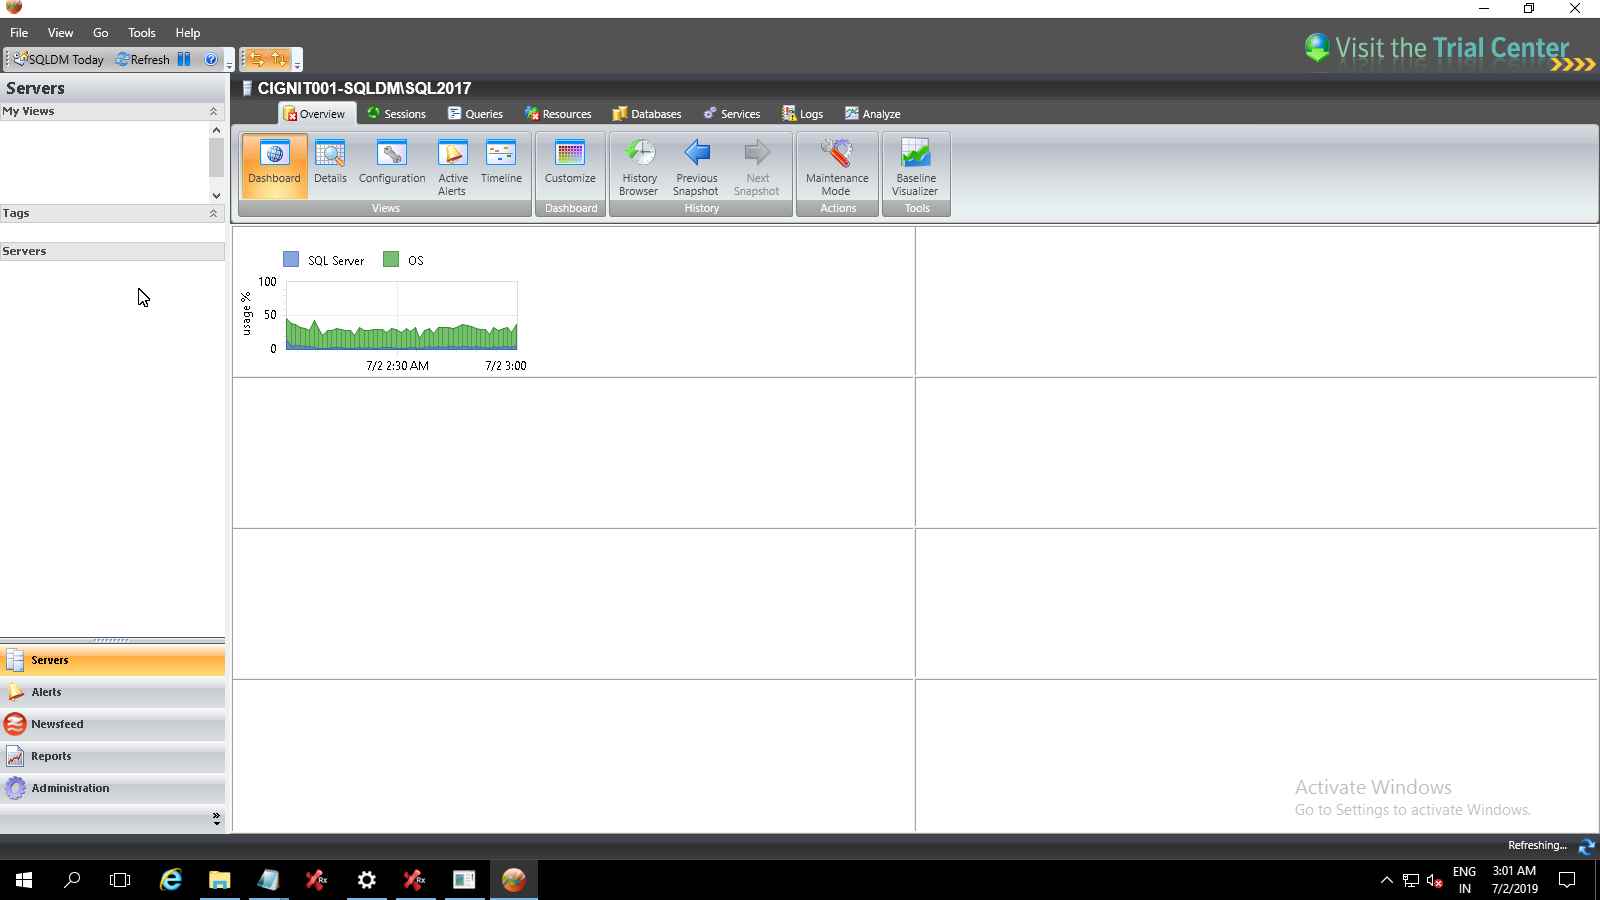 File View Go Tools Help
Visit the Trial Center
SQLDM Today Refresh
Servers
CIGNIT001-SQLDM\SQL2017
My Views
Overview Sessions Queries Resources Databases Services Logs Analyze
Dashboard Details Configuration Active Alerts Timeline Customize History Browser Previous Snapshot Next Snapshot Maintenance Mode Baseline Visualizer
Views Dashboard History Actions Tools
Tags
Servers
SQL Server OS
100
50
0
usage %
7/2 2:30 AM 7/2 3:00
Servers
Alerts
Newsfeed
Reports
Administration
Activate Windows
Go to Settings to activate Windows.
Refreshing...
Rx Rx
ENG 3:01 AM
IN 7/2/2019